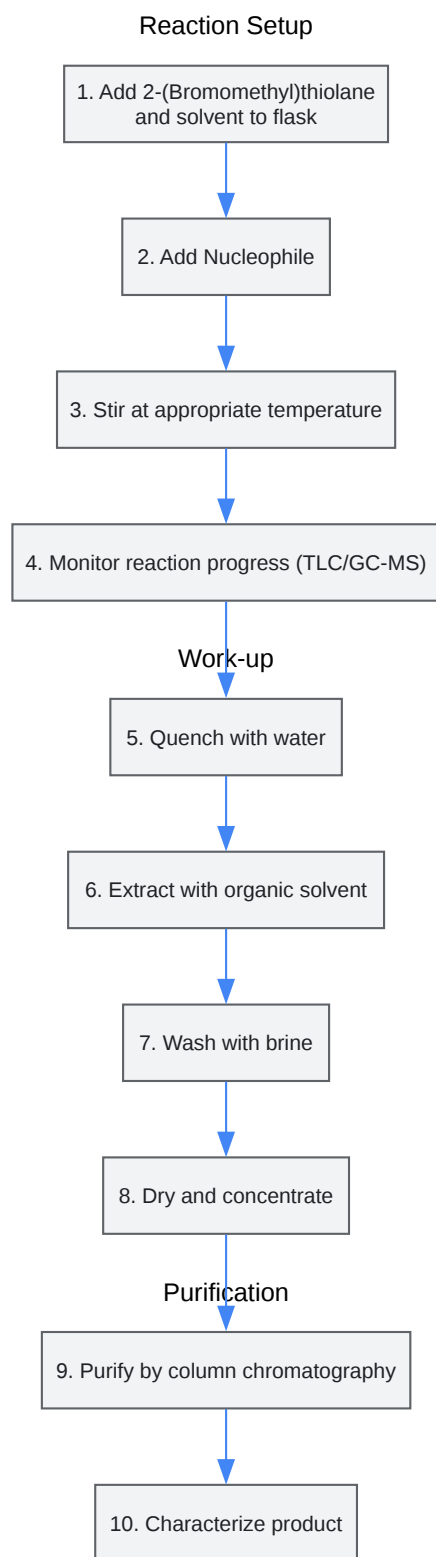 Reaction Setup
1. Add 2-(Bromomethyl)thiolane
and solvent to flask
2. Add Nucleophile
3. Stir at appropriate temperature
4. Monitor reaction progress (TLC/GC-MS)
Work-up
5. Quench with water
6. Extract with organic solvent
7. Wash with brine
8. Dry and concentrate
Purification
9. Purify by column chromatography
10. Characterize product